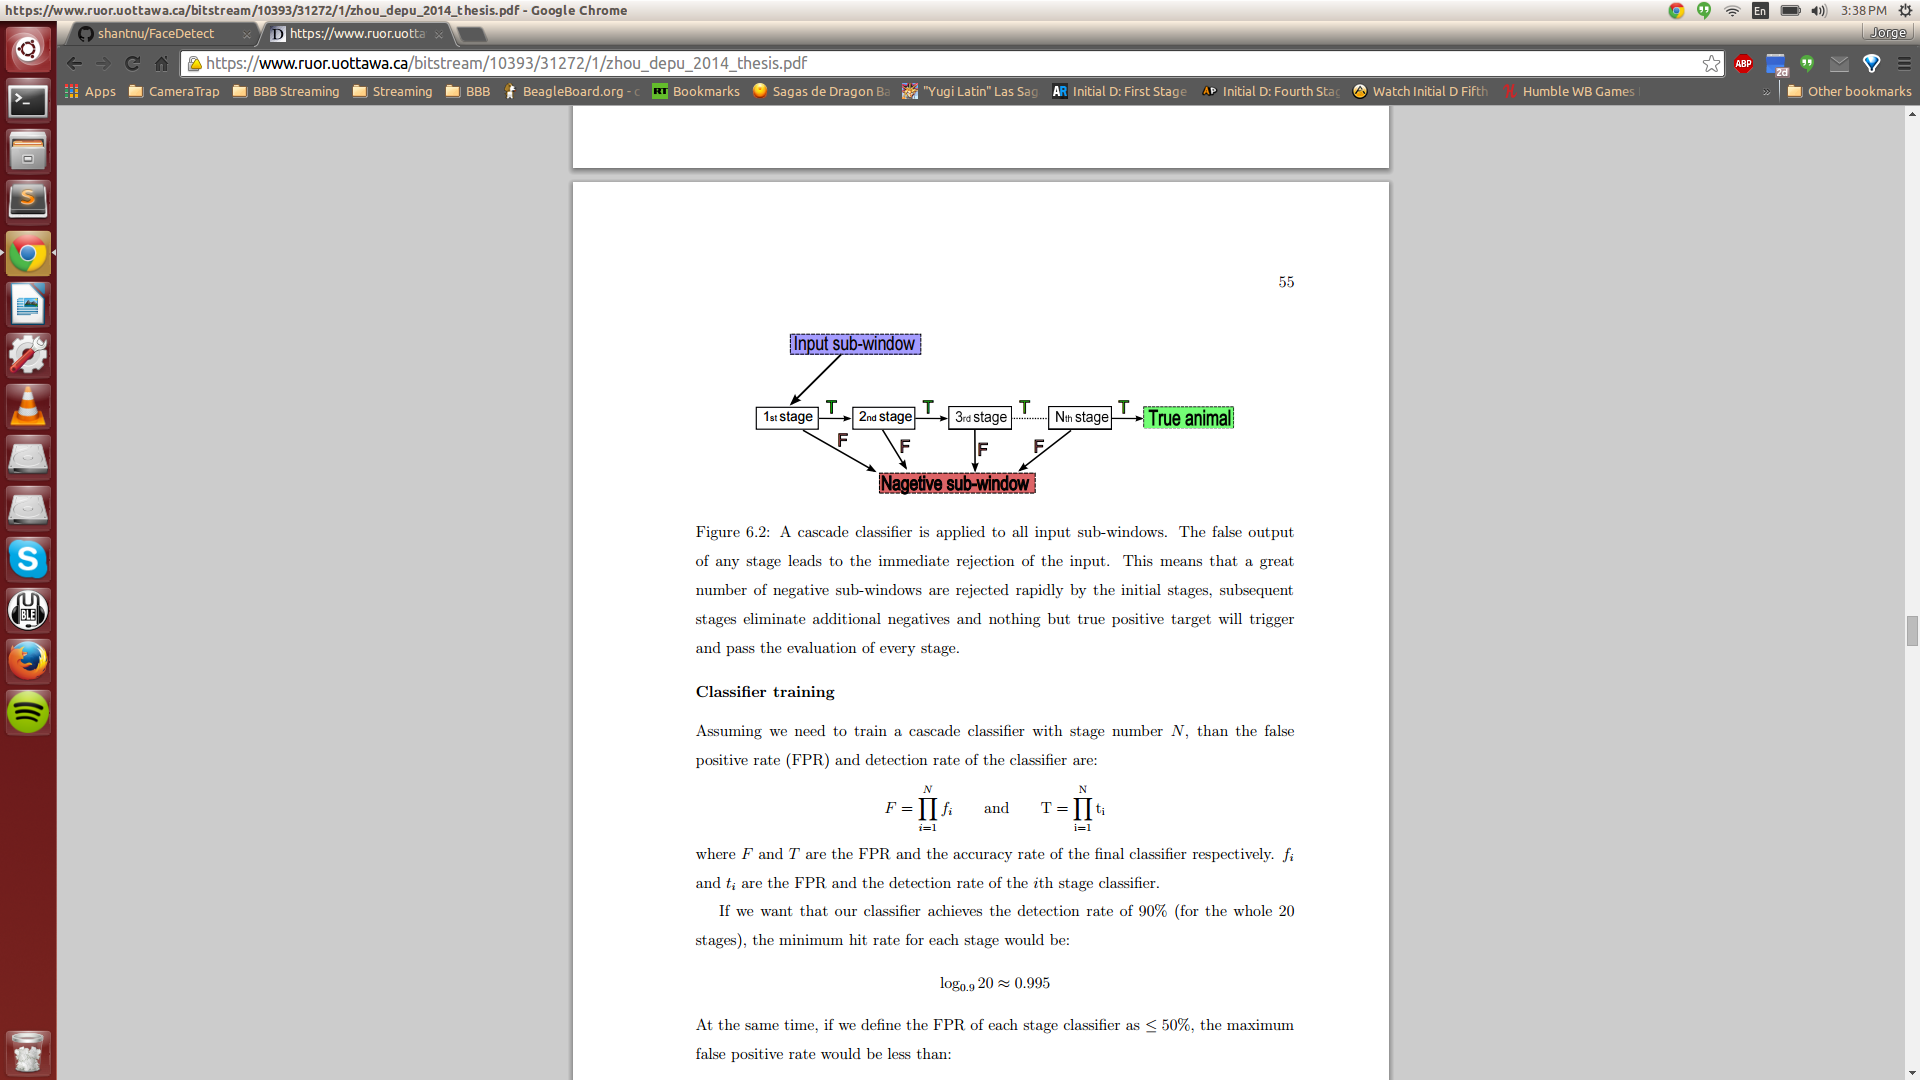 https://www.ruor.uottawa.ca/bitstream/10393/31272/1/zhou_depu_2014_thesis.pdf - Google Chrome
En
3:38 PM
shantnu/FaceDetect
https://www.ruor.uotta
Jorge
https://www.ruor.uottawa.ca/bitstream/10393/31272/1/zhou_depu_2014_thesis.pdf
ABP
2d
Apps
CameraTrap
BBB Streaming
Streaming
BBB
BeagleBoard.org - c
RT Bookmarks
Sagas de Dragon Ba
"Yugi Latin" Las Sag
AR Initial D: First Stage
AP Initial D: Fourth Stag
Watch Initial D Fifth
Humble WB Games
»
Other bookmarks
55
Input sub-window
1st stage T 2nd stage T 3rd stage T Nth stage T True animal
F F F F
Nagetive sub-window
Figure 6.2: A cascade classifier is applied to all input sub-windows. The false output
of any stage leads to the immediate rejection of the input. This means that a great
number of negative sub-windows are rejected rapidly by the initial stages, subsequent
stages eliminate additional negatives and nothing but true positive target will trigger
and pass the evaluation of every stage.
Classifier training
Assuming we need to train a cascade classifier with stage number N, than the false
positive rate (FPR) and detection rate of the classifier are:
F = ∏_{i=1}^{N} f_i and T = ∏_{i=1}^{N} t_i
where F and T are the FPR and the accuracy rate of the final classifier respectively. f_i
and t_i are the FPR and the detection rate of the ith stage classifier.
If we want that our classifier achieves the detection rate of 90% (for the whole 20
stages), the minimum hit rate for each stage would be:
log_{0.9} 20 ≈ 0.995
At the same time, if we define the FPR of each stage classifier as ≤ 50%, the maximum
false positive rate would be less than: